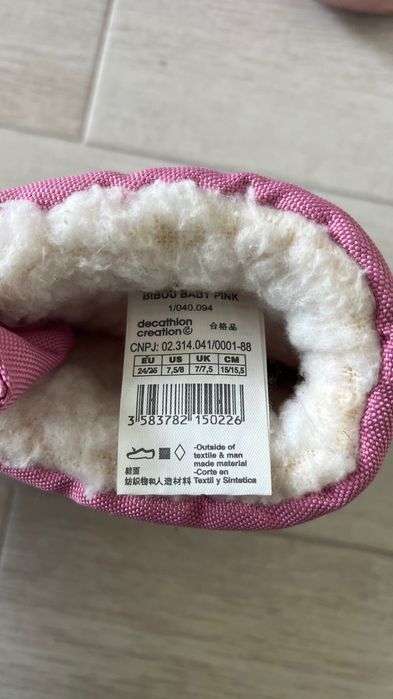 BIBOU BABY PINK
1/040.094
decathlon
creation© 合格品
CNPJ: 02.314.041/0001-88
EU US UK CM
24/25 7,5/8 7/7,5 15/15,5
3 583782 150226
-Outside of
textile & man
made material
鞋面 -Corte en
纺织物和人造材料 Textil y Sintetica